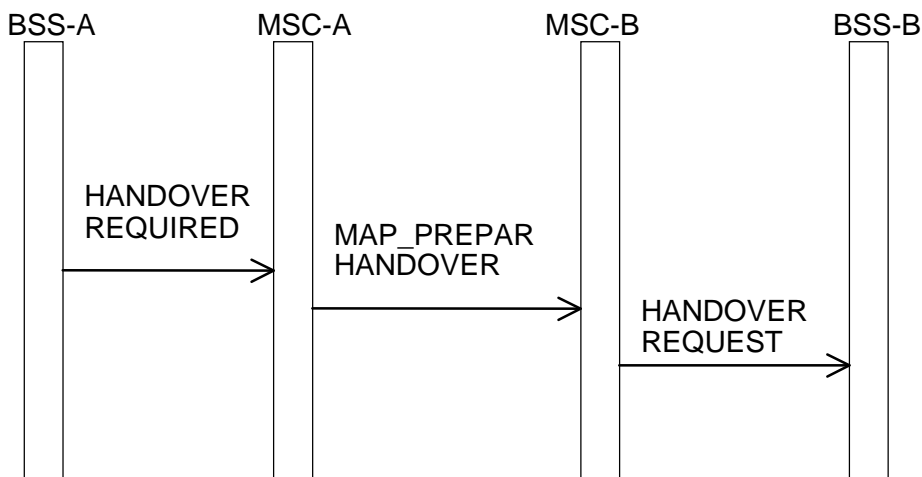 BSS-A
MSC-A
MSC-B
BSS-B
HANDOVER
REQUIRED
MAP_PREPAR
HANDOVER
HANDOVER
REQUEST